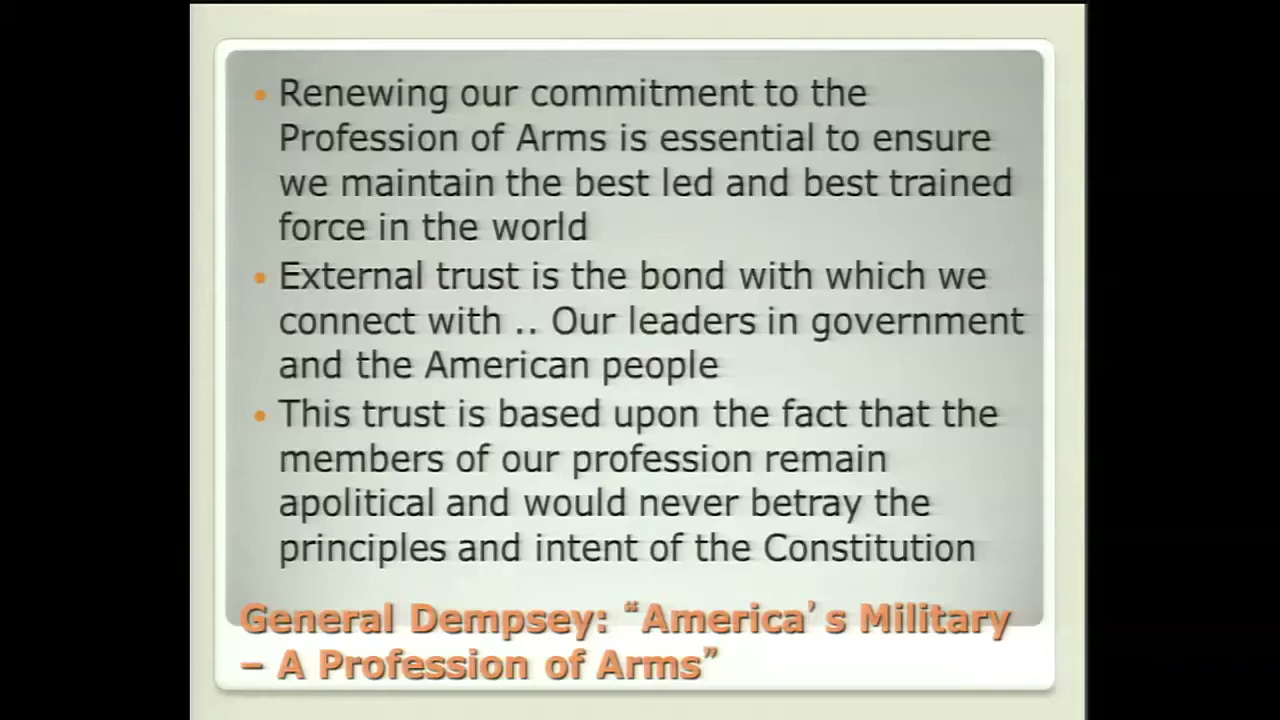 Renewing our commitment to the
Profession of Arms is essential to ensure
we maintain the best led and best trained
force in the world
External trust is the bond with which we
connect with .. Our leaders in government
and the American people
This trust is based upon the fact that the
members of our profession remain
apolitical and would never betray the
principles and intent of the Constitution
General Dempsey: “America’s Military
– A Profession of Arms”